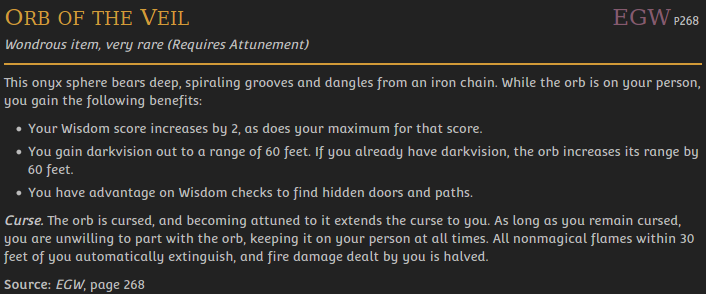 Orb of the Veil EGW P268
Wondrous item, very rare (Requires Attunement)
This onyx sphere bears deep, spiraling grooves and dangles from an iron chain. While the orb is on your person,
you gain the following benefits:
• Your Wisdom score increases by 2, as does your maximum for that score.
• You gain darkvision out to a range of 60 feet. If you already have darkvision, the orb increases its range by
60 feet.
• You have advantage on Wisdom checks to find hidden doors and paths.
Curse. The orb is cursed, and becoming attuned to it extends the curse to you. As long as you remain cursed,
you are unwilling to part with the orb, keeping it on your person at all times. All nonmagical flames within 30
feet of you automatically extinguish, and fire damage dealt by you is halved.
Source: EGW, page 268